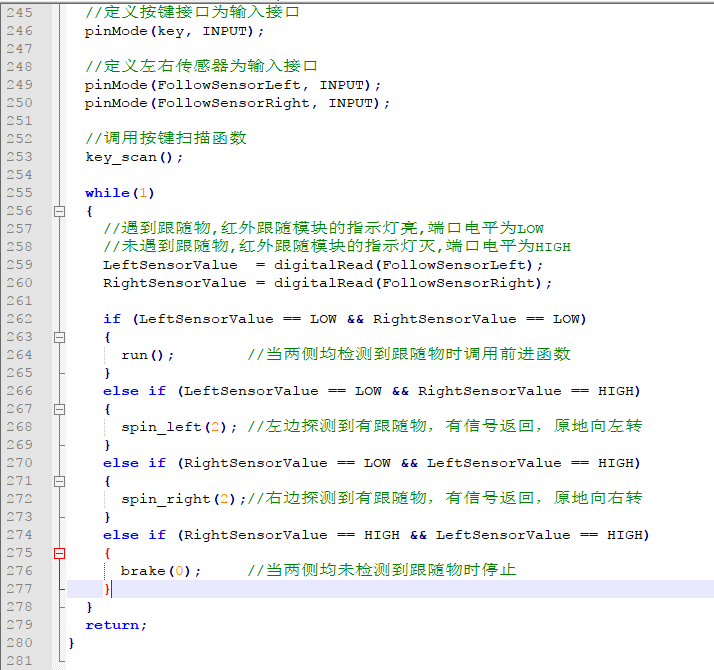 245 //定义按键接口为输入接口
246 pinMode(key, INPUT);
247
248 //定义左右传感器为输入接口
249 pinMode(FollowSensorLeft, INPUT);
250 pinMode(FollowSensorRight, INPUT);
251
252 //调用按键扫描函数
253 key_scan();
254
255 while(1)
256 {
257 //遇到跟随物,红外跟随模块的指示灯亮,端口电平为LOW
258 //未遇到跟随物,红外跟随模块的指示灯灭,端口电平为HIGH
259 LeftSensorValue = digitalRead(FollowSensorLeft);
260 RightSensorValue = digitalRead(FollowSensorRight);
261
262 if (LeftSensorValue == LOW && RightSensorValue == LOW)
263 {
264 run(); //当两侧均检测到跟随物时调用前进函数
265 }
266 else if (LeftSensorValue == LOW && RightSensorValue == HIGH)
267 {
268 spin_left(2); //左边探测到有跟随物，有信号返回，原地向左转
269 }
270 else if (RightSensorValue == LOW && LeftSensorValue == HIGH)
271 {
272 spin_right(2);//右边探测到有跟随物，有信号返回，原地向右转
273 }
274 else if (RightSensorValue == HIGH && LeftSensorValue == HIGH)
275 {
276 brake(0); //当两侧均未检测到跟随物时停止
277 }
278 }
279 return;
280 }
281